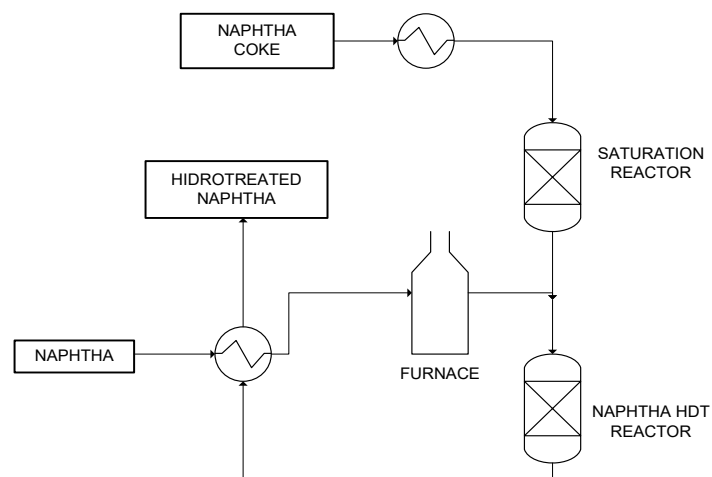 NAPHTHA
COKE
SATURATION
REACTOR
HIDROTREATED
NAPHTHA
NAPHTHA
FURNACE
NAPHTHA HDT
REACTOR